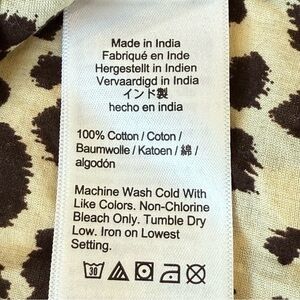 Made in India
Fabriqué en Inde
Hergestellt in Indien
Vervaardigd in India
インド製
hecho en india
100% Cotton / Coton /
Baumwolle / Katoen / 綿 /
algodón
Machine Wash Cold With
Like Colors. Non-Chlorine
Bleach Only. Tumble Dry
Low. Iron on Lowest
Setting.
30